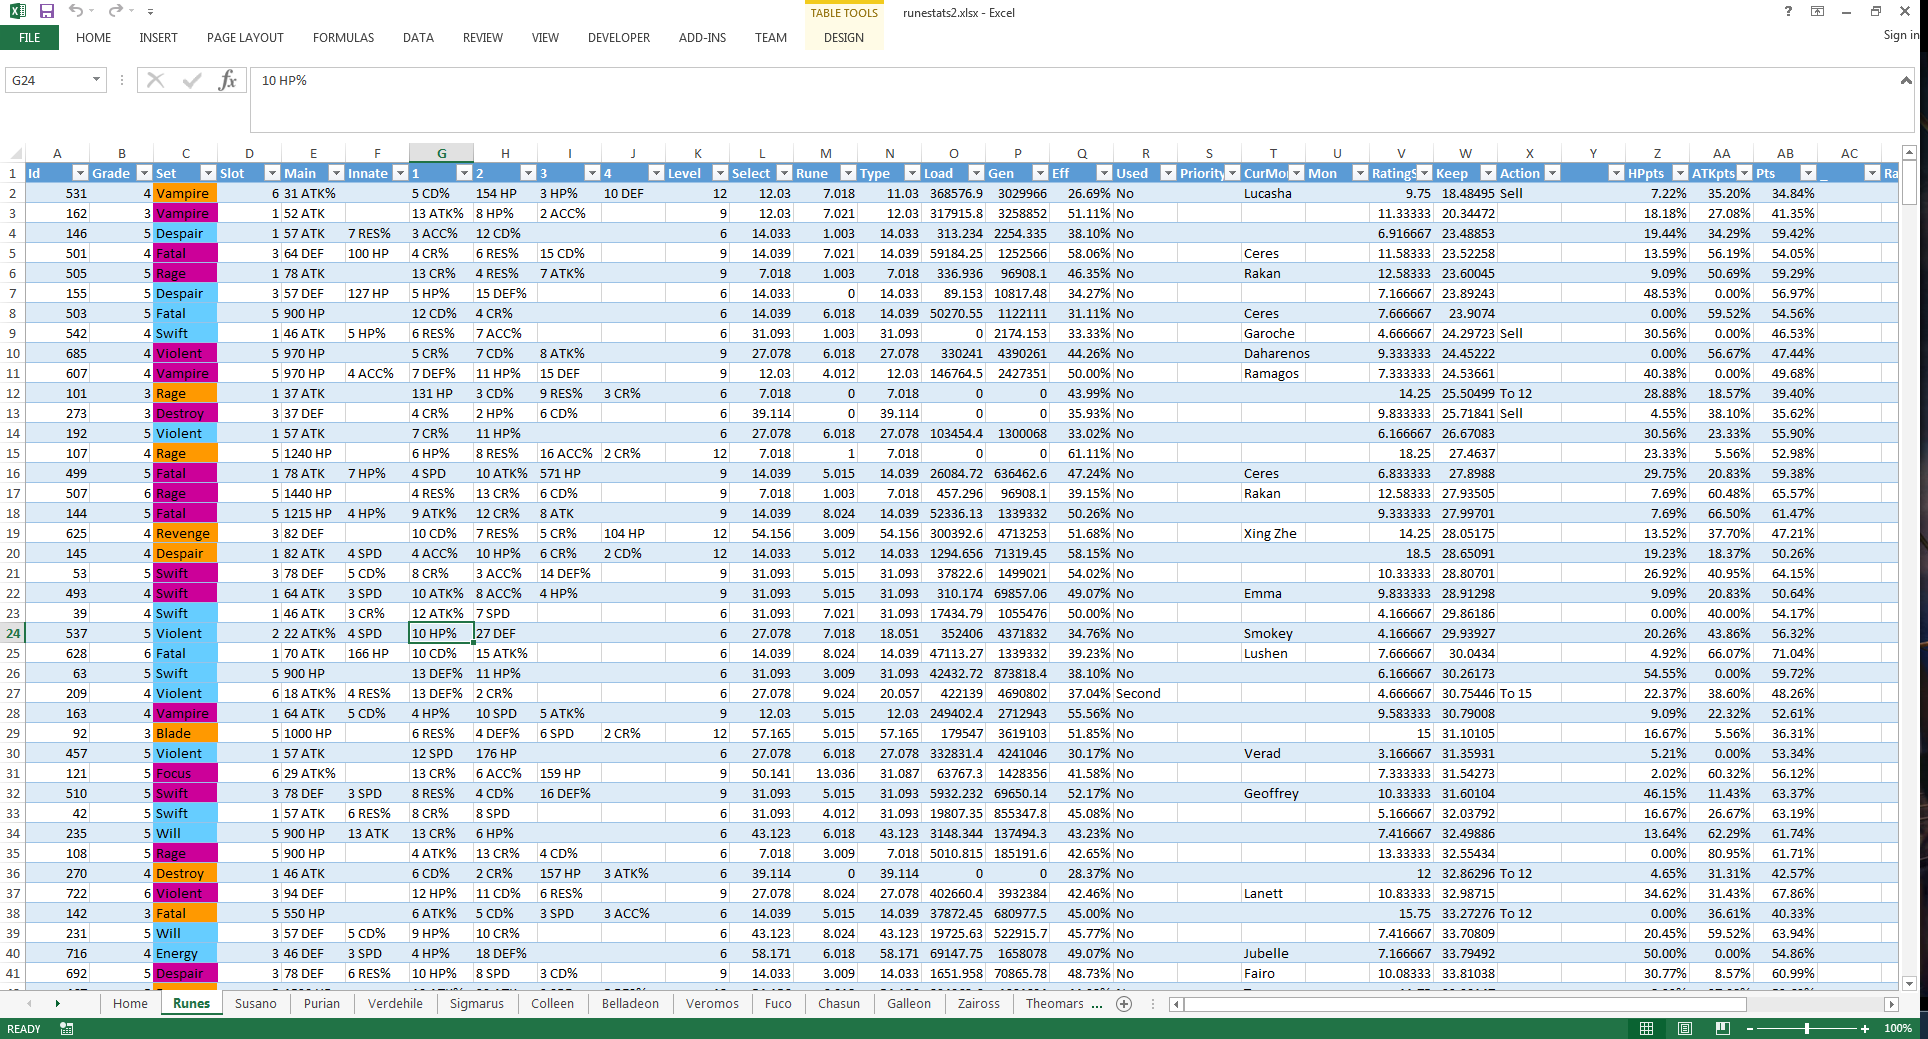 TABLE TOOLS runestats2.xlsx - Excel ?
FILE HOME INSERT PAGE LAYOUT FORMULAS DATA REVIEW VIEW DEVELOPER ADD-INS TEAM DESIGN Sign in
G24 fx 10 HP%
A B C D E F G H I J K L M N O P Q R S T U V W X Y Z AA AB AC
1 Id Grade Set Slot Main Innate 1 2 3 4 Level Select Rune Type Load Gen Eff Used Priority CurMo Mon RatingS Keep Action HPpts ATKpts Pts _ Ra
2 531 4 Vampire 6 31 ATK% 5 CD% 154 HP 3 HP% 10 DEF 12 12.03 7.018 11.03 368576.9 3029966 26.69% No Lucasha 9.75 18.48495 Sell 7.22% 35.20% 34.84%
3 162 3 Vampire 1 52 ATK 13 ATK% 8 HP% 2 ACC% 9 12.03 7.021 12.03 317915.8 3258852 51.11% No 11.33333 20.34472 18.18% 27.08% 41.35%
4 146 5 Despair 1 57 ATK 7 RES% 3 ACC% 12 CD% 6 14.033 1.003 14.033 313.234 2254.335 38.10% No 6.916667 23.48853 19.44% 34.29% 59.42%
5 501 4 Fatal 3 64 DEF 100 HP 4 CR% 6 RES% 15 CD% 9 14.039 7.021 14.039 59184.25 1252566 58.06% No Ceres 11.58333 23.52258 13.59% 56.19% 54.05%
6 505 5 Rage 1 78 ATK 13 CR% 4 RES% 7 ATK% 9 7.018 1.003 7.018 336.936 96908.1 46.35% No Rakan 12.58333 23.60045 9.09% 50.69% 59.29%
7 155 5 Despair 3 57 DEF 127 HP 5 HP% 15 DEF% 6 14.033 0 14.033 89.153 10817.48 34.27% No 7.166667 23.89243 48.53% 0.00% 56.97%
8 503 5 Fatal 5 900 HP 12 CD% 4 CR% 6 14.039 6.018 14.039 50270.55 1122111 31.11% No Ceres 7.666667 23.9074 0.00% 59.52% 54.56%
9 542 4 Swift 1 46 ATK 5 HP% 6 RES% 7 ACC% 6 31.093 1.003 31.093 0 2174.153 33.33% No Garoche 4.666667 24.29723 Sell 30.56% 0.00% 46.53%
10 685 4 Violent 5 970 HP 5 CR% 7 CD% 8 ATK% 9 27.078 6.018 27.078 330241 4390261 44.26% No Daharenos 9.333333 24.45222 0.00% 56.67% 47.44%
11 607 4 Vampire 5 970 HP 4 ACC% 7 DEF% 11 HP% 15 DEF 9 12.03 4.012 12.03 146764.5 2427351 50.00% No Ramagos 7.333333 24.53661 40.38% 0.00% 49.68%
12 101 3 Rage 1 37 ATK 131 HP 3 CD% 9 RES% 3 CR% 6 7.018 0 7.018 0 0 43.99% No 14.25 25.50499 To 12 28.88% 18.57% 39.40%
13 273 3 Destroy 3 37 DEF 4 CR% 2 HP% 6 CD% 6 39.114 0 39.114 0 0 35.93% No 9.833333 25.71841 Sell 4.55% 38.10% 35.62%
14 192 5 Violent 1 57 ATK 7 CR% 11 HP% 6 27.078 6.018 27.078 103454.4 1300068 33.02% No 6.166667 26.67083 30.56% 23.33% 55.90%
15 107 4 Rage 5 1240 HP 6 HP% 8 RES% 16 ACC% 2 CR% 12 7.018 1 7.018 0 0 61.11% No 18.25 27.4637 23.33% 5.56% 52.98%
16 499 5 Fatal 1 78 ATK 7 HP% 4 SPD 10 ATK% 571 HP 9 14.039 5.015 14.039 26084.72 636462.6 47.24% No Ceres 6.833333 27.8988 29.75% 20.83% 59.38%
17 507 6 Rage 5 1440 HP 4 RES% 13 CR% 6 CD% 9 7.018 1.003 7.018 457.296 96908.1 39.15% No Rakan 12.58333 27.93505 7.69% 60.48% 65.57%
18 144 5 Fatal 5 1215 HP 4 HP% 9 ATK% 12 CR% 8 ATK 9 14.039 8.024 14.039 52336.13 1339332 50.26% No 9.333333 27.99701 7.69% 66.50% 61.47%
19 625 4 Revenge 3 82 DEF 10 CD% 7 RES% 5 CR% 104 HP 12 54.156 3.009 54.156 300392.6 4713253 51.68% No Xing Zhe 14.25 28.05175 13.52% 37.70% 47.21%
20 145 4 Despair 1 82 ATK 4 SPD 4 ACC% 10 HP% 6 CR% 2 CD% 12 14.033 5.012 14.033 1294.656 71319.45 58.15% No 18.5 28.65091 19.23% 18.37% 50.26%
21 53 5 Swift 3 78 DEF 5 CD% 8 CR% 3 ACC% 14 DEF% 9 31.093 5.015 31.093 37822.6 1499021 54.02% No 10.33333 28.80701 26.92% 40.95% 64.15%
22 493 4 Swift 1 64 ATK 3 SPD 10 ATK% 8 ACC% 4 HP% 9 31.093 5.015 31.093 310.174 69857.06 49.07% No Emma 9.833333 28.91298 9.09% 20.83% 50.64%
23 39 4 Swift 1 46 ATK 3 CR% 12 ATK% 7 SPD 6 31.093 7.021 31.093 17434.79 1055476 50.00% No 4.166667 29.86186 0.00% 40.00% 54.17%
24 537 5 Violent 2 22 ATK% 4 SPD 10 HP% 27 DEF 6 27.078 7.018 18.051 352406 4371832 34.76% No Smokey 4.166667 29.93927 20.26% 43.86% 56.32%
25 628 6 Fatal 1 70 ATK 166 HP 10 CD% 15 ATK% 6 14.039 8.024 14.039 47113.27 1339332 39.23% No Lushen 7.666667 30.0434 4.92% 66.07% 71.04%
26 63 5 Swift 5 900 HP 13 DEF% 11 HP% 6 31.093 3.009 31.093 42432.72 873818.4 38.10% No 6.166667 30.26173 54.55% 0.00% 59.72%
27 209 4 Violent 6 18 ATK% 4 RES% 13 DEF% 2 CR% 6 27.078 9.024 20.057 422139 4690802 37.04% Second 4.666667 30.75446 To 15 22.37% 38.60% 48.26%
28 163 4 Vampire 1 64 ATK 5 CD% 4 HP% 10 SPD 5 ATK% 9 12.03 5.015 12.03 249402.4 2712943 55.56% No 9.583333 30.79008 9.09% 22.32% 52.61%
29 92 3 Blade 5 1000 HP 6 RES% 4 DEF% 6 SPD 2 CR% 12 57.165 5.015 57.165 179547 3619103 51.85% No 15 31.10105 16.67% 5.56% 36.31%
30 457 5 Violent 1 57 ATK 12 SPD 176 HP 6 27.078 6.018 27.078 332831.4 4241046 30.17% No Verad 3.166667 31.35931 5.21% 0.00% 53.34%
31 121 5 Focus 6 29 ATK% 13 CR% 6 ACC% 159 HP 9 50.141 13.036 31.087 63767.3 1428356 41.58% No 7.333333 31.54273 2.02% 60.32% 56.12%
32 510 5 Swift 3 78 DEF 3 SPD 8 RES% 4 CD% 16 DEF% 9 31.093 5.015 31.093 5932.232 69650.14 52.17% No Geoffrey 10.33333 31.60104 46.15% 11.43% 63.37%
33 42 5 Swift 1 57 ATK 6 RES% 8 CR% 8 SPD 6 31.093 4.012 31.093 19807.35 855347.8 45.08% No 5.166667 32.03792 16.67% 26.67% 63.19%
34 235 5 Will 5 900 HP 13 ATK 13 CR% 6 HP% 6 43.123 6.018 43.123 3148.344 137494.3 43.23% No 7.416667 32.49886 13.64% 62.29% 61.74%
35 108 5 Rage 5 900 HP 4 ATK% 13 CR% 4 CD% 6 7.018 3.009 7.018 5010.815 185191.6 42.65% No 13.33333 32.55434 0.00% 80.95% 61.71%
36 270 4 Destroy 1 46 ATK 6 CD% 2 CR% 157 HP 3 ATK% 6 39.114 0 39.114 0 0 28.37% No 12 32.86296 To 12 4.65% 31.31% 42.57%
37 722 6 Violent 3 94 DEF 12 HP% 11 CD% 6 RES% 9 27.078 8.024 27.078 402660.4 3932384 42.46% No Lanett 10.83333 32.98715 34.62% 31.43% 67.86%
38 142 3 Fatal 5 550 HP 6 ATK% 5 CD% 3 SPD 3 ACC% 6 14.039 5.015 14.039 37872.45 680977.5 45.00% No 15.75 33.27276 To 12 0.00% 36.61% 40.33%
39 231 5 Will 3 57 DEF 5 CD% 9 HP% 10 CR% 6 43.123 8.024 43.123 19725.63 522915.7 45.77% No 7.416667 33.70809 20.45% 59.52% 63.94%
40 716 4 Energy 3 46 DEF 3 SPD 4 HP% 18 DEF% 6 58.171 6.018 58.171 69147.75 1658078 49.07% No Jubelle 7.166667 33.79492 50.00% 0.00% 54.86%
41 692 5 Despair 3 78 DEF 6 RES% 10 HP% 8 SPD 3 CD% 9 14.033 3.009 14.033 1651.958 70865.78 48.73% No Fairo 10.08333 33.81038 30.77% 8.57% 60.99%
Home Runes Susano Purian Verdehile Sigmarus Colleen Belladeon Veromos Fuco Chasun Galleon Zaiross Theomars ...
READY 100%